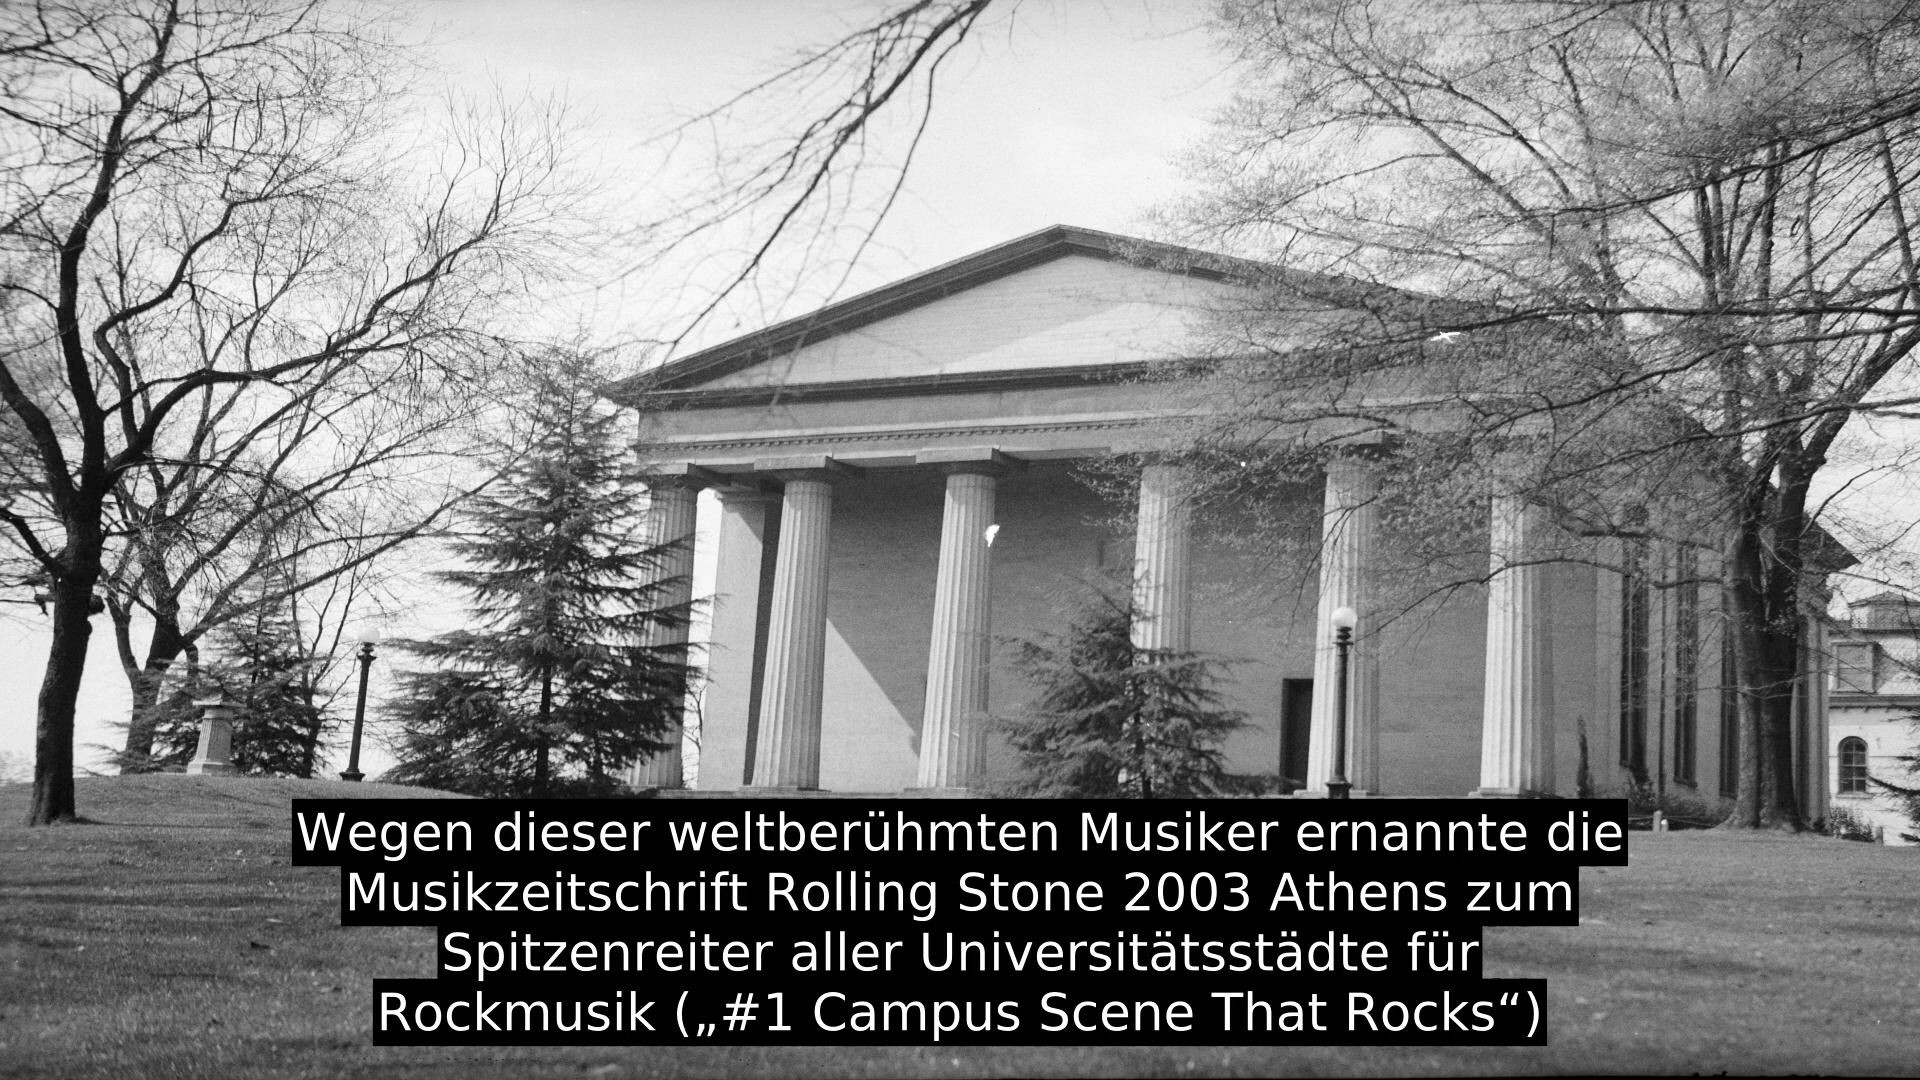 Wegen dieser weltberühmten Musiker ernannte die
Musikzeitschrift Rolling Stone 2003 Athens zum
Spitzenreiter aller Universitätsstädte für
Rockmusik („#1 Campus Scene That Rocks“)